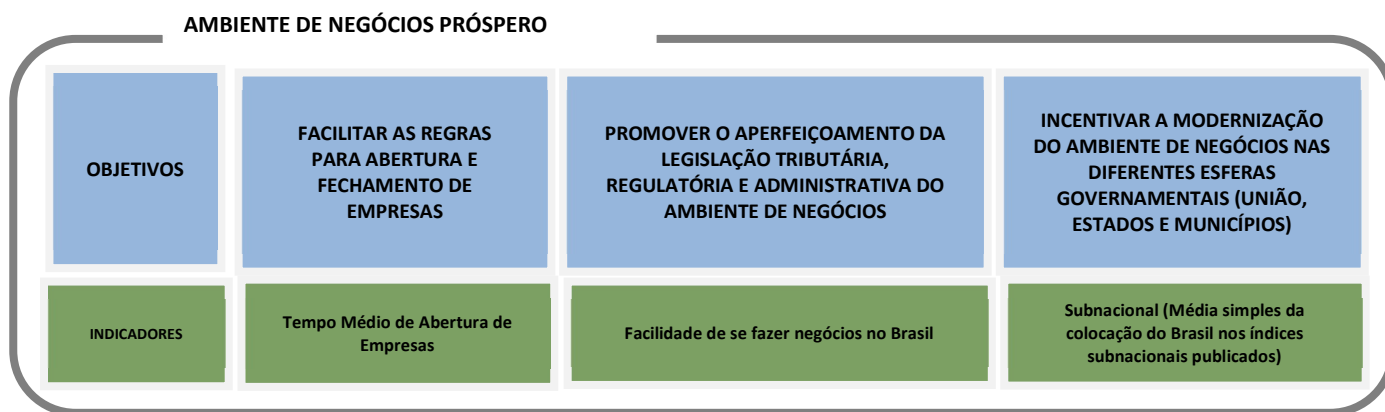 AMBIENTE DE NEGÓCIOS PRÓSPERO
OBJETIVOS
FACILITAR AS REGRAS
PARA ABERTURA E
FECHAMENTO DE
EMPRESAS
PROMOVER O APERFEIÇOAMENTO DA
LEGISLAÇÃO TRIBUTÁRIA,
REGULATÓRIA E ADMINISTRATIVA DO
AMBIENTE DE NEGÓCIOS
INCENTIVAR A MODERNIZAÇÃO
DO AMBIENTE DE NEGÓCIOS NAS
DIFERENTES ESFERAS
GOVERNAMENTAIS (UNIÃO,
ESTADOS E MUNICÍPIOS)
INDICADORES
Tempo Médio de Abertura de
Empresas
Facilidade de se fazer negócios no Brasil
Subnacional (Média simples da
colocação do Brasil nos índices
subnacionais publicados)